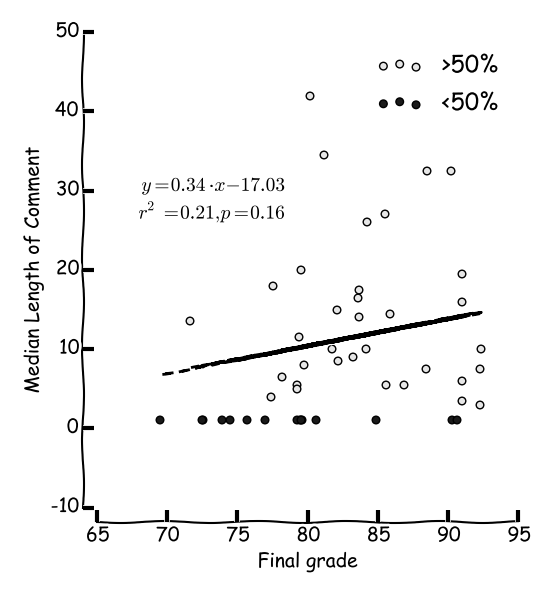 50
40
30
20
10
0
-10
Median Length of Comment
>50%
<50%
y=0.34·x−17.03
r² =0.21,p=0.16
65 70 75 80 85 90 95
Final grade